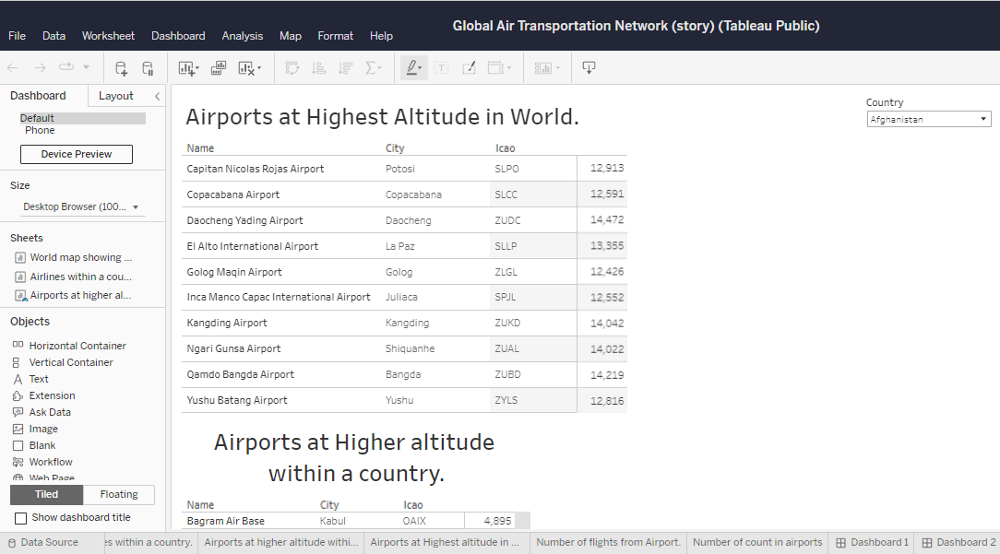 Global Air Transportation Network (story) (Tableau Public)
File Data Worksheet Dashboard Analysis Map Format Help
Dashboard Layout
Default
Phone
Device Preview
Size
Desktop Browser (100...
Sheets
World map showing ...
Airlines within a cou...
Airports at higher al...
Objects
Horizontal Container
Vertical Container
Text
Extension
Ask Data
Image
Blank
Workflow
Web Page
Tiled Floating
Show dashboard title
Airports at Highest Altitude in World.
Name City Icao
Capitan Nicolas Rojas Airport Potosi SLPO 12,913
Copacabana Airport Copacabana SLCC 12,591
Daocheng Yading Airport Daocheng ZUDC 14,472
El Alto International Airport La Paz SLLP 13,355
Golog Maqin Airport Golog ZLGL 12,426
Inca Manco Capac International Airport Juliaca SPJL 12,552
Kangding Airport Kangding ZUKD 14,042
Ngari Gunsa Airport Shiquanhe ZUAL 14,022
Qamdo Bangda Airport Bangda ZUBD 14,219
Yushu Batang Airport Yushu ZYLS 12,816
Airports at Higher altitude
within a country.
Name City Icao
Bagram Air Base Kabul OAIX 4,895
Country
Afghanistan
Data Source es within a country. Airports at higher altitude withi... Airports at Highest altitude in ... Number of flights from Airport. Number of count in airports Dashboard 1 Dashboard 2